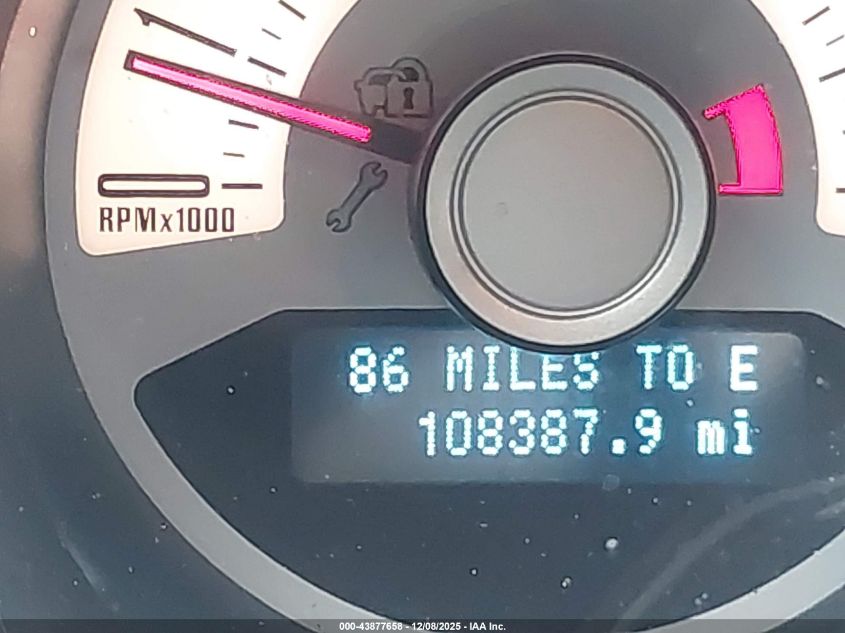 RPMx1000
86 MILES TO E
108387.9 mi
000-43877658 - 12/08/2025 - IAA Inc.